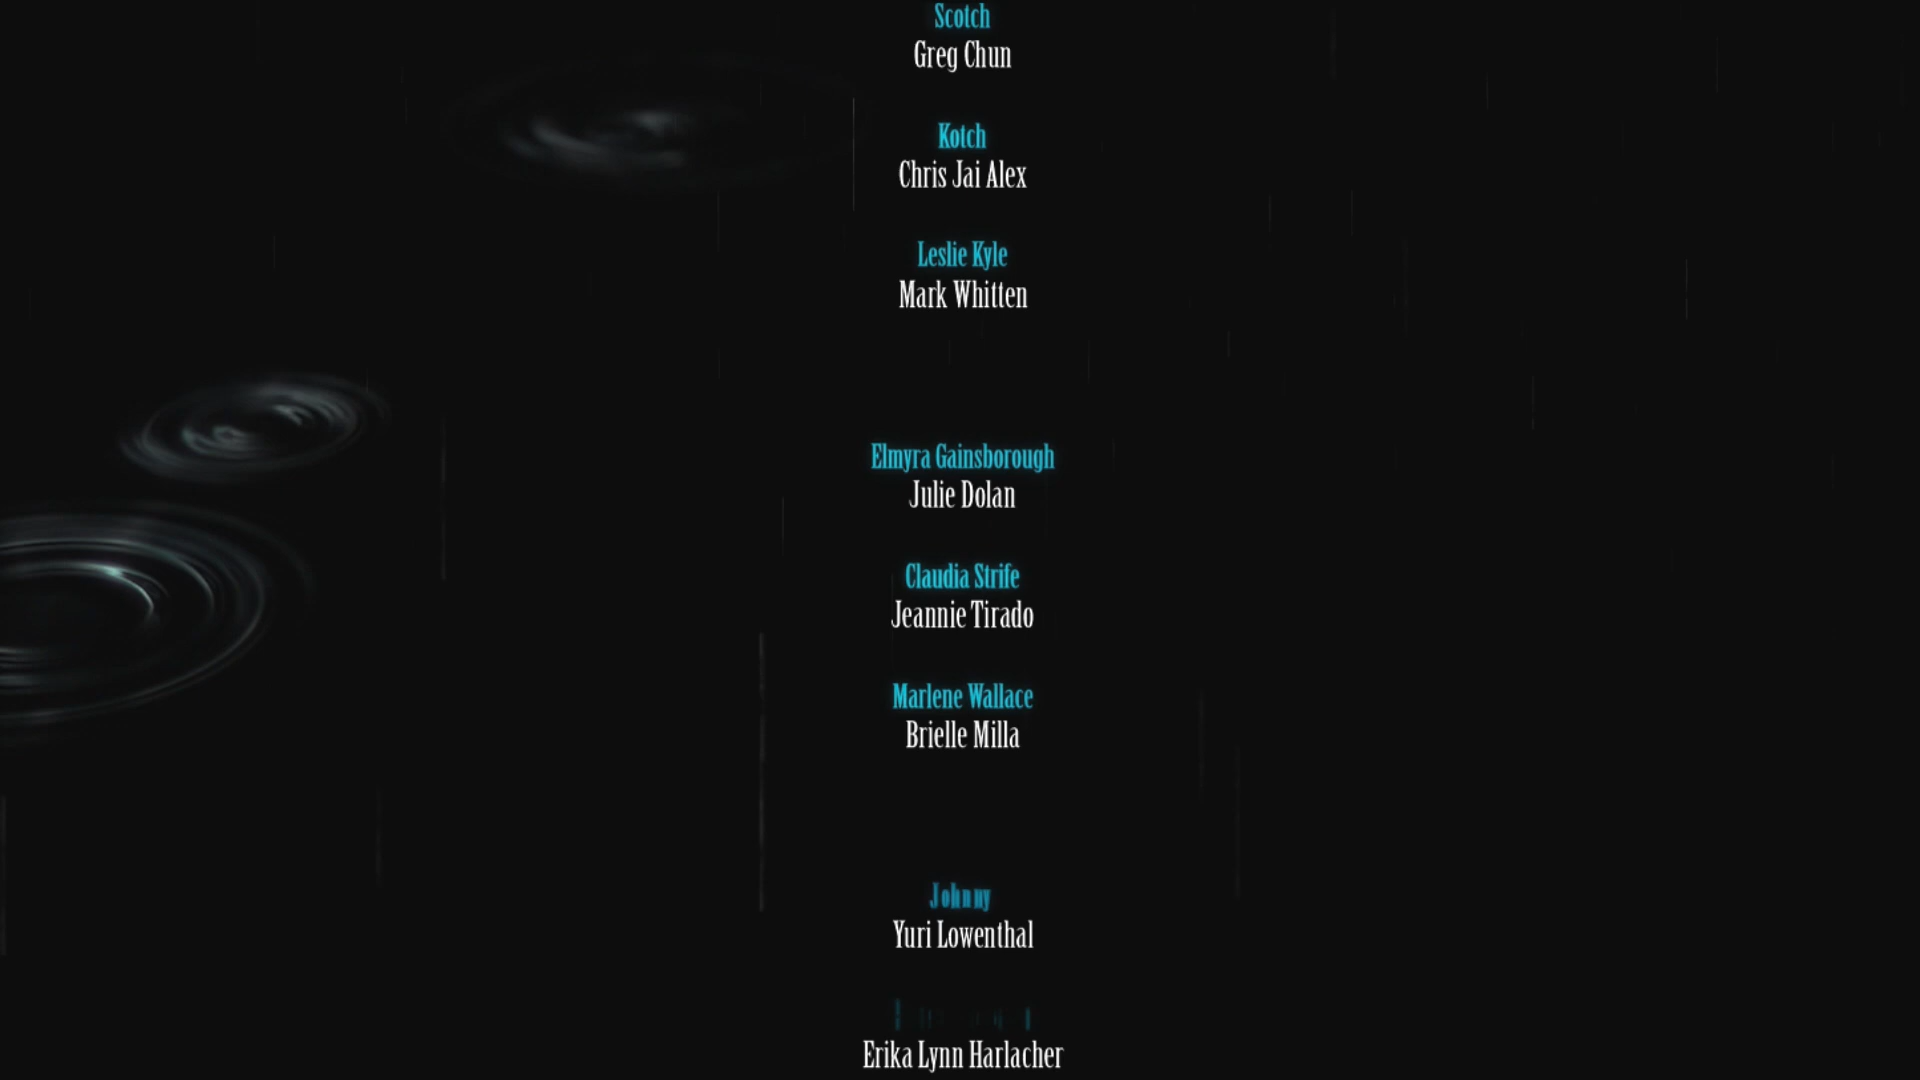 Scotch
Greg Chun
Kotch
Chris Jai Alex
Leslie Kyle
Mark Whitten
Elmyra Gainsborough
Julie Dolan
Claudia Strife
Jeannie Tirado
Marlene Wallace
Brielle Milla
Johnny
Yuri Lowenthal
Erika Lynn Harlacher